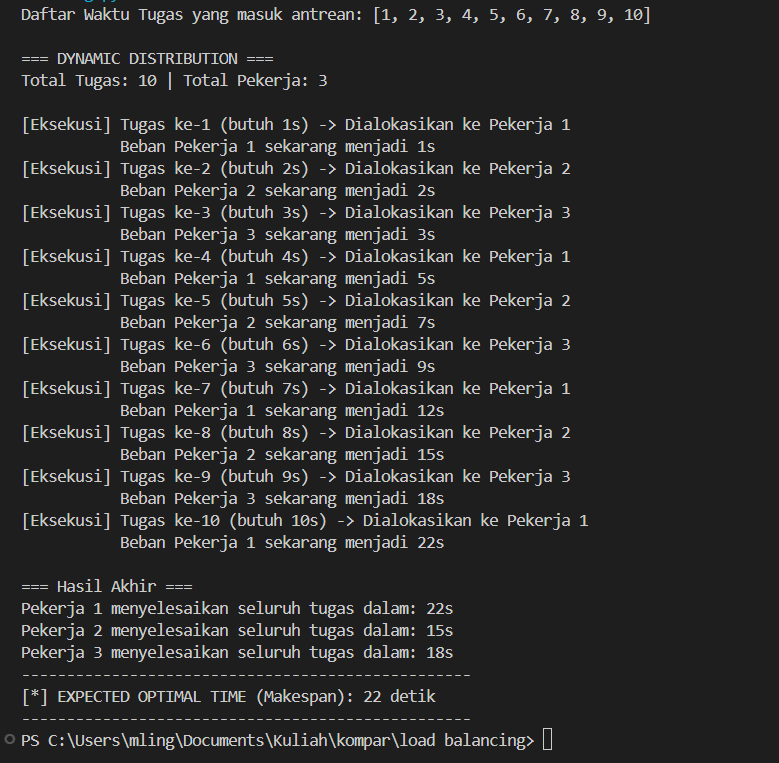 Daftar Waktu Tugas yang masuk antrean: [1, 2, 3, 4, 5, 6, 7, 8, 9, 10]
=== DYNAMIC DISTRIBUTION ===
Total Tugas: 10 | Total Pekerja: 3
[Eksekusi] Tugas ke-1 (butuh 1s) -> Dialokasikan ke Pekerja 1
Beban Pekerja 1 sekarang menjadi 1s
[Eksekusi] Tugas ke-2 (butuh 2s) -> Dialokasikan ke Pekerja 2
Beban Pekerja 2 sekarang menjadi 2s
[Eksekusi] Tugas ke-3 (butuh 3s) -> Dialokasikan ke Pekerja 3
Beban Pekerja 3 sekarang menjadi 3s
[Eksekusi] Tugas ke-4 (butuh 4s) -> Dialokasikan ke Pekerja 1
Beban Pekerja 1 sekarang menjadi 5s
[Eksekusi] Tugas ke-5 (butuh 5s) -> Dialokasikan ke Pekerja 2
Beban Pekerja 2 sekarang menjadi 7s
[Eksekusi] Tugas ke-6 (butuh 6s) -> Dialokasikan ke Pekerja 3
Beban Pekerja 3 sekarang menjadi 9s
[Eksekusi] Tugas ke-7 (butuh 7s) -> Dialokasikan ke Pekerja 1
Beban Pekerja 1 sekarang menjadi 12s
[Eksekusi] Tugas ke-8 (butuh 8s) -> Dialokasikan ke Pekerja 2
Beban Pekerja 2 sekarang menjadi 15s
[Eksekusi] Tugas ke-9 (butuh 9s) -> Dialokasikan ke Pekerja 3
Beban Pekerja 3 sekarang menjadi 18s
[Eksekusi] Tugas ke-10 (butuh 10s) -> Dialokasikan ke Pekerja 1
Beban Pekerja 1 sekarang menjadi 22s
=== Hasil Akhir ===
Pekerja 1 menyelesaikan seluruh tugas dalam: 22s
Pekerja 2 menyelesaikan seluruh tugas dalam: 15s
Pekerja 3 menyelesaikan seluruh tugas dalam: 18s
--------------------------------------------------
[*] EXPECTED OPTIMAL TIME (Makespan): 22 detik
--------------------------------------------------
PS C:\Users\mling\Documents\Kuliah\kompar\load balancing>